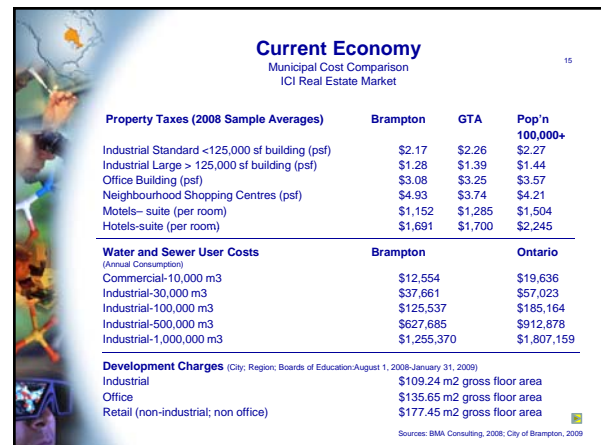 Current Economy
Municipal Cost Comparison
ICI Real Estate Market
15
Property Taxes (2008 Sample Averages) Brampton GTA Pop'n
100,000+
Industrial Standard <125,000 sf building (psf) $2.17 $2.26 $2.27
Industrial Large > 125,000 sf building (psf) $1.28 $1.39 $1.44
Office Building (psf) $3.08 $3.25 $3.57
Neighbourhood Shopping Centres (psf) $4.93 $3.74 $4.21
Motels– suite (per room) $1,152 $1,285 $1,504
Hotels-suite (per room) $1,691 $1,700 $2,245
Water and Sewer User Costs Brampton Ontario
(Annual Consumption)
Commercial-10,000 m3 $12,554 $19,636
Industrial-30,000 m3 $37,661 $57,023
Industrial-100,000 m3 $125,537 $185,164
Industrial-500,000 m3 $627,685 $912,878
Industrial-1,000,000 m3 $1,255,370 $1,807,159
Development Charges (City; Region; Boards of Education:August 1, 2008-January 31, 2009)
Industrial $109.24 m2 gross floor area
Office $135.65 m2 gross floor area
Retail (non-industrial; non office) $177.45 m2 gross floor area
Sources: BMA Consulting, 2008; City of Brampton, 2009